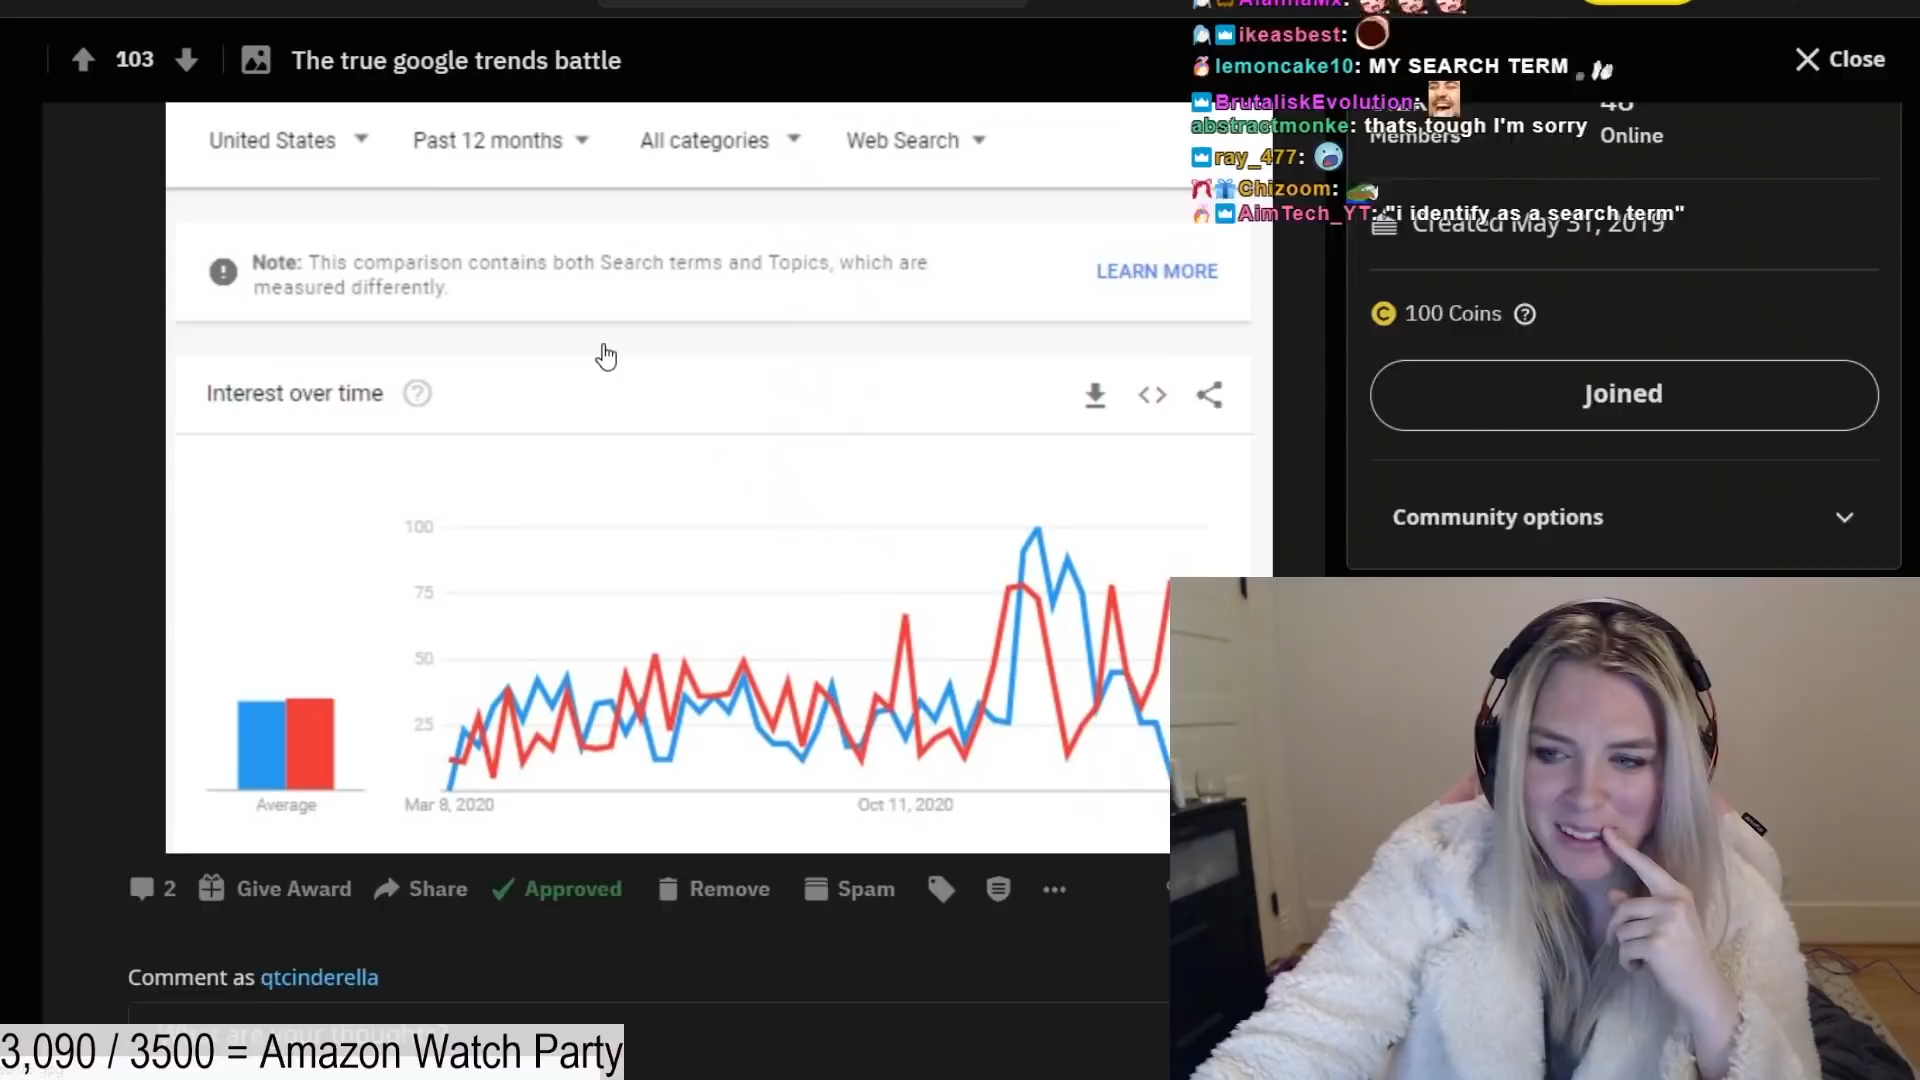 103
The true google trends battle
AlannaMx:
ikeasbest:
lemoncake10: MY SEARCH TERM
BrutaliskEvolution:
abstractmonke: thats tough I'm sorry
ray_477:
Chizoom:
AimTech_YT: "i identify as a search term"
Close
Members
Online
Created May 31, 2019
100 Coins
Joined
Community options
United States
Past 12 months
All categories
Web Search
Note: This comparison contains both Search terms and Topics, which are
measured differently.
LEARN MORE
Interest over time
100
75
50
25
Average
Mar 8, 2020
Oct 11, 2020
2
Give Award
Share
Approved
Remove
Spam
Comment as qtcinderella
3,090 / 3500 = Amazon Watch Party